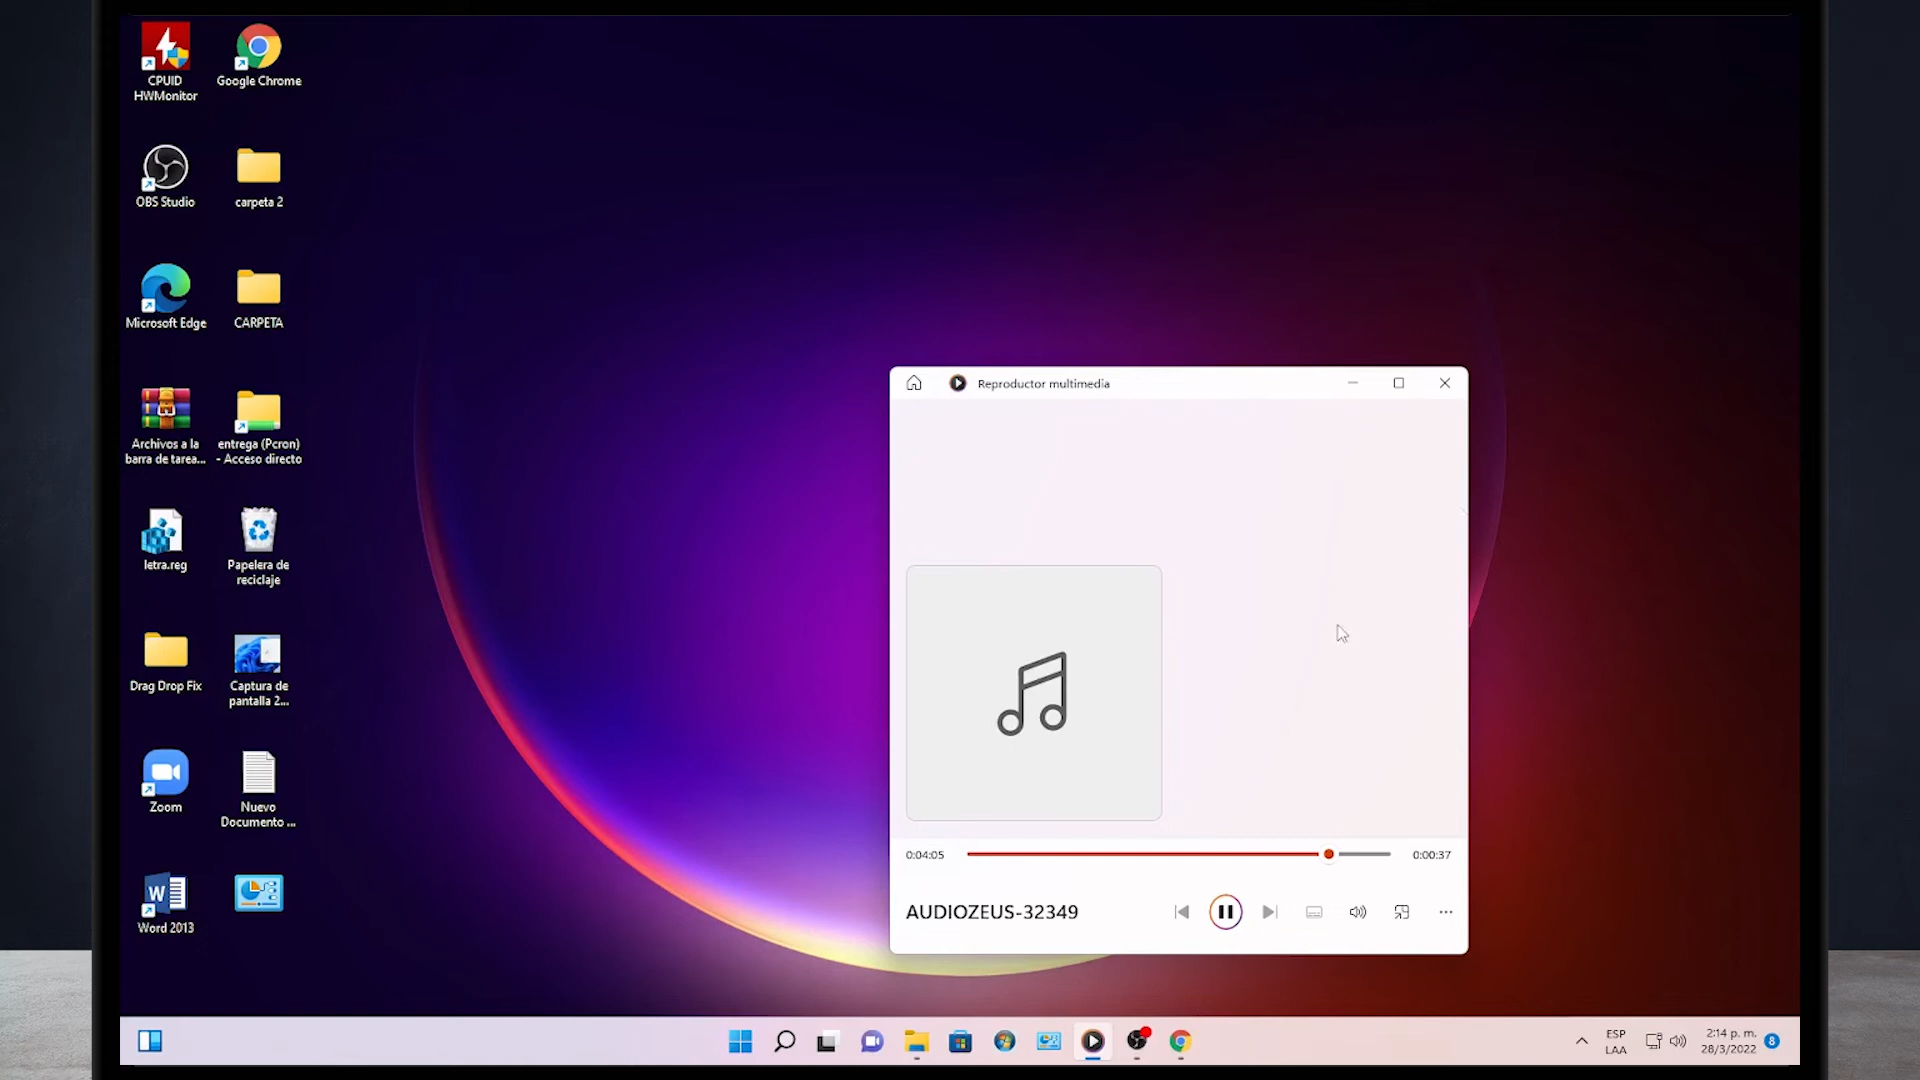 CPUID
HWMonitor
Google Chrome
OBS Studio
carpeta 2
Microsoft Edge
CARPETA
Archivos a la
barra de tarea...
entrega (Pcron)
- Acceso directo
letra.reg
Papelera de
reciclaje
Drag Drop Fix
Captura de
pantalla 2...
Zoom
Nuevo
Documento ...
W
Word 2013
Reproductor multimedia
0:04:05
0:00:37
AUDIOZEUS-32349
ESP
LAA
2:14 p. m.
28/3/2022
8